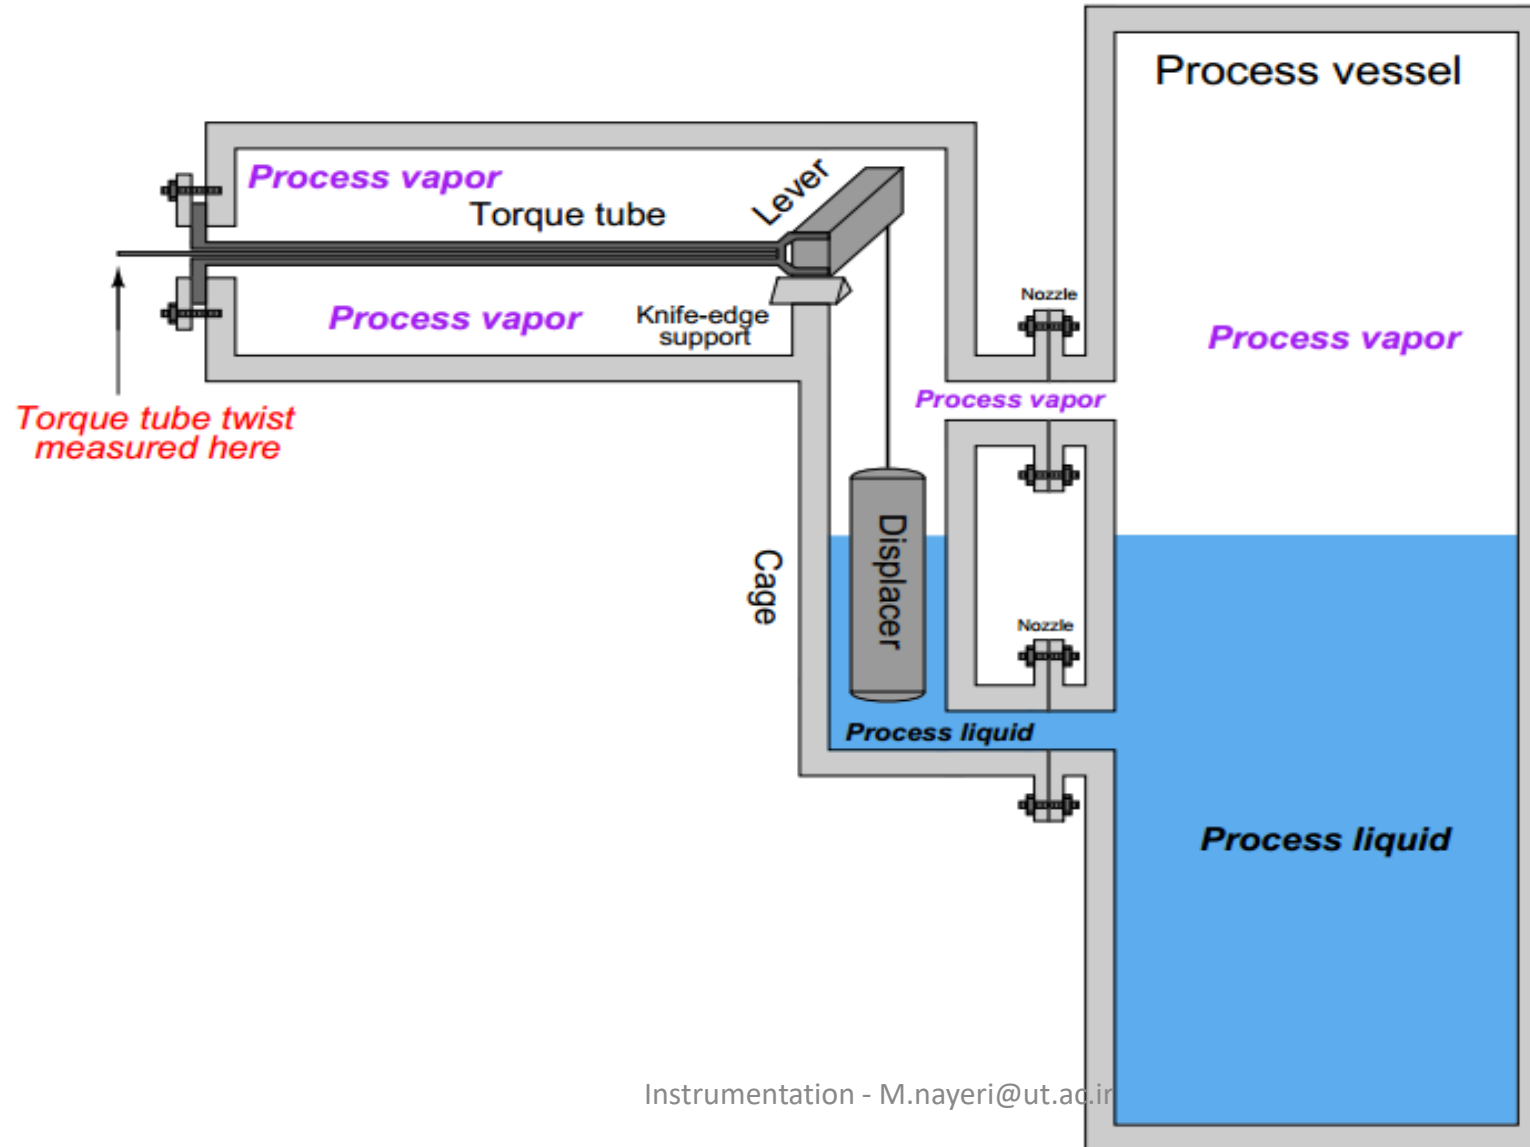 Process vessel
Process vapor
Lever
Torque tube
Nozzle
Process vapor
Knife-edge
support
Process vapor
Process vapor
Torque tube twist
measured here
Displacer
Cage
Nozzle
Process liquid
Process liquid
Instrumentation - M.nayeri@ut.ac.ir